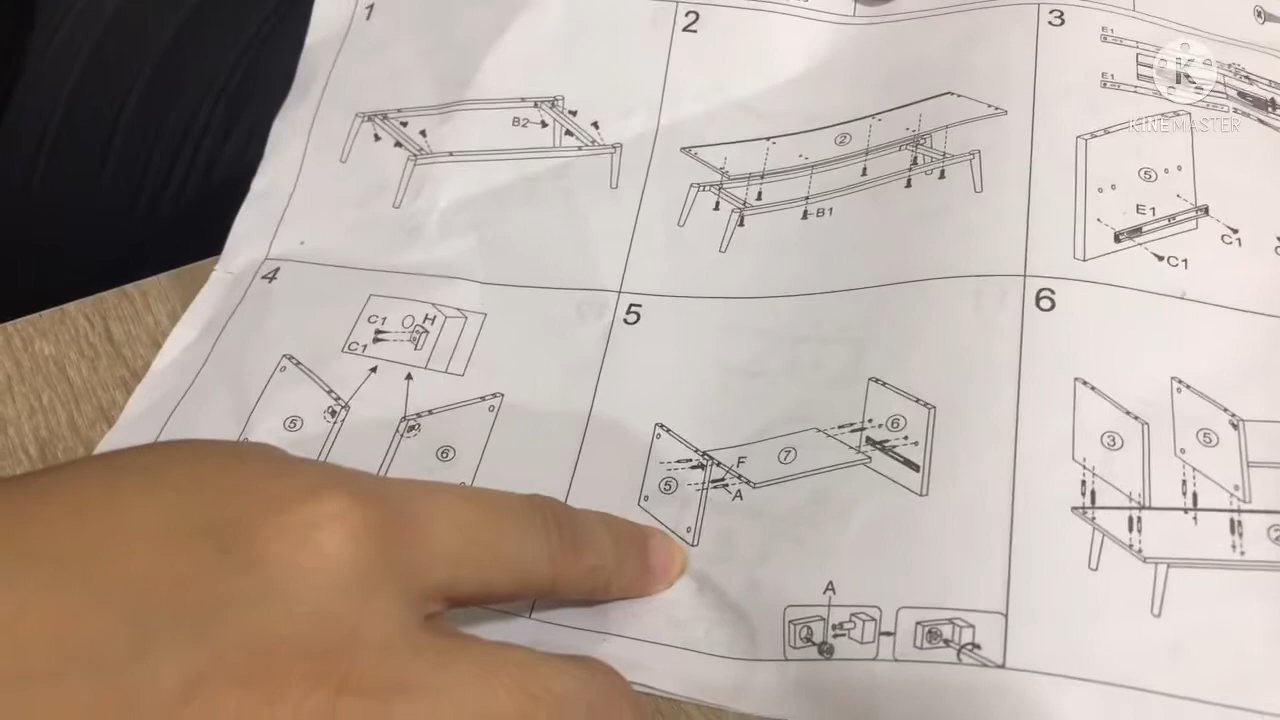 1
B2
2
②
B1
3
E1
E1
K
KINEMASTER
⑤
E1
C1
C1
4
C1
H
C1
⑤
⑥
5
⑥
⑦
F
⑤
A
A
6
③
⑤